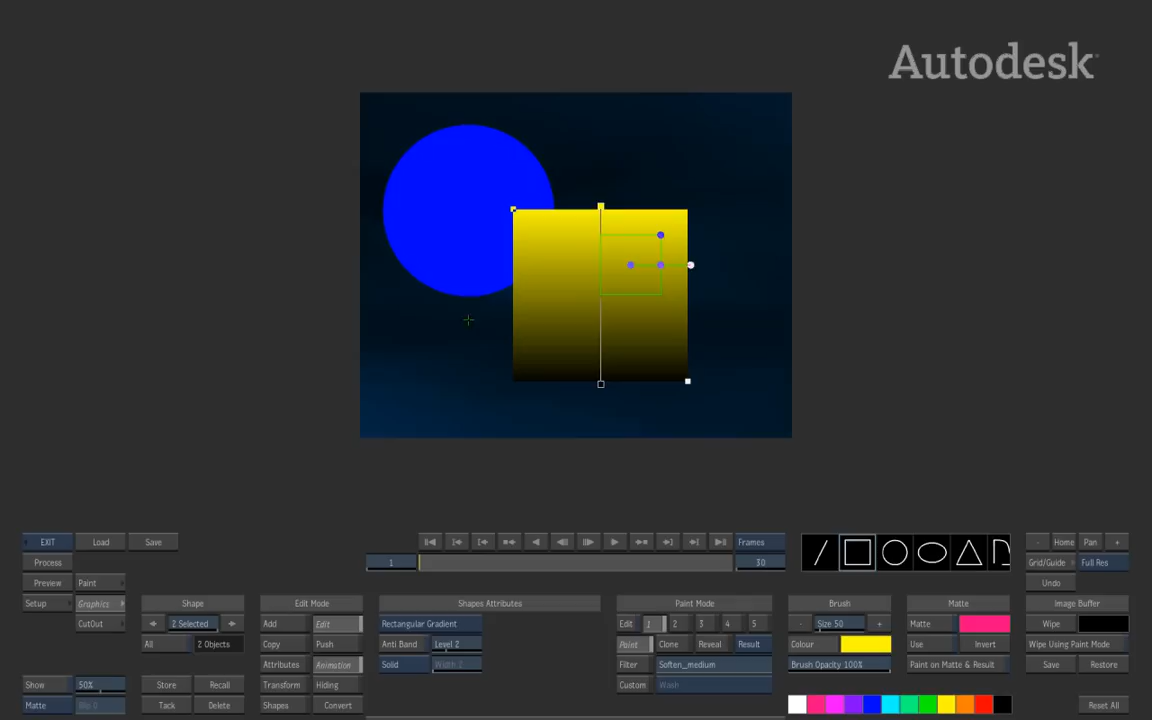 Autodesk
EXIT
Load
Save
Frames
Home
Pan
+
Process
1
30
Grid/Guide
Full Res
Preview
Paint
Undo
Setup
Graphics
Shape
Edit Mode
Shapes Attributes
Paint Mode
Brush
Matte
Image Buffer
CutOut
2 Selected
Add
Edit
Rectangular Gradient
Edit
1
2
3
4
5
-
Size 50
+
Matte
Wipe
All
2 Objects
Copy
Push
Anti Band
Level 2
Paint
Clone
Reveal
Result
Colour
Use
Invert
Wipe Using Paint Mode
Attributes
Animation
Solid
Width 2
Filter
Soften_medium
Brush Opacity 100%
Paint on Matte & Result
Save
Restore
Show
50%
Store
Recall
Transform
Hiding
Custom
Wash
Matte
Tack
Delete
Shapes
Convert
Reset All